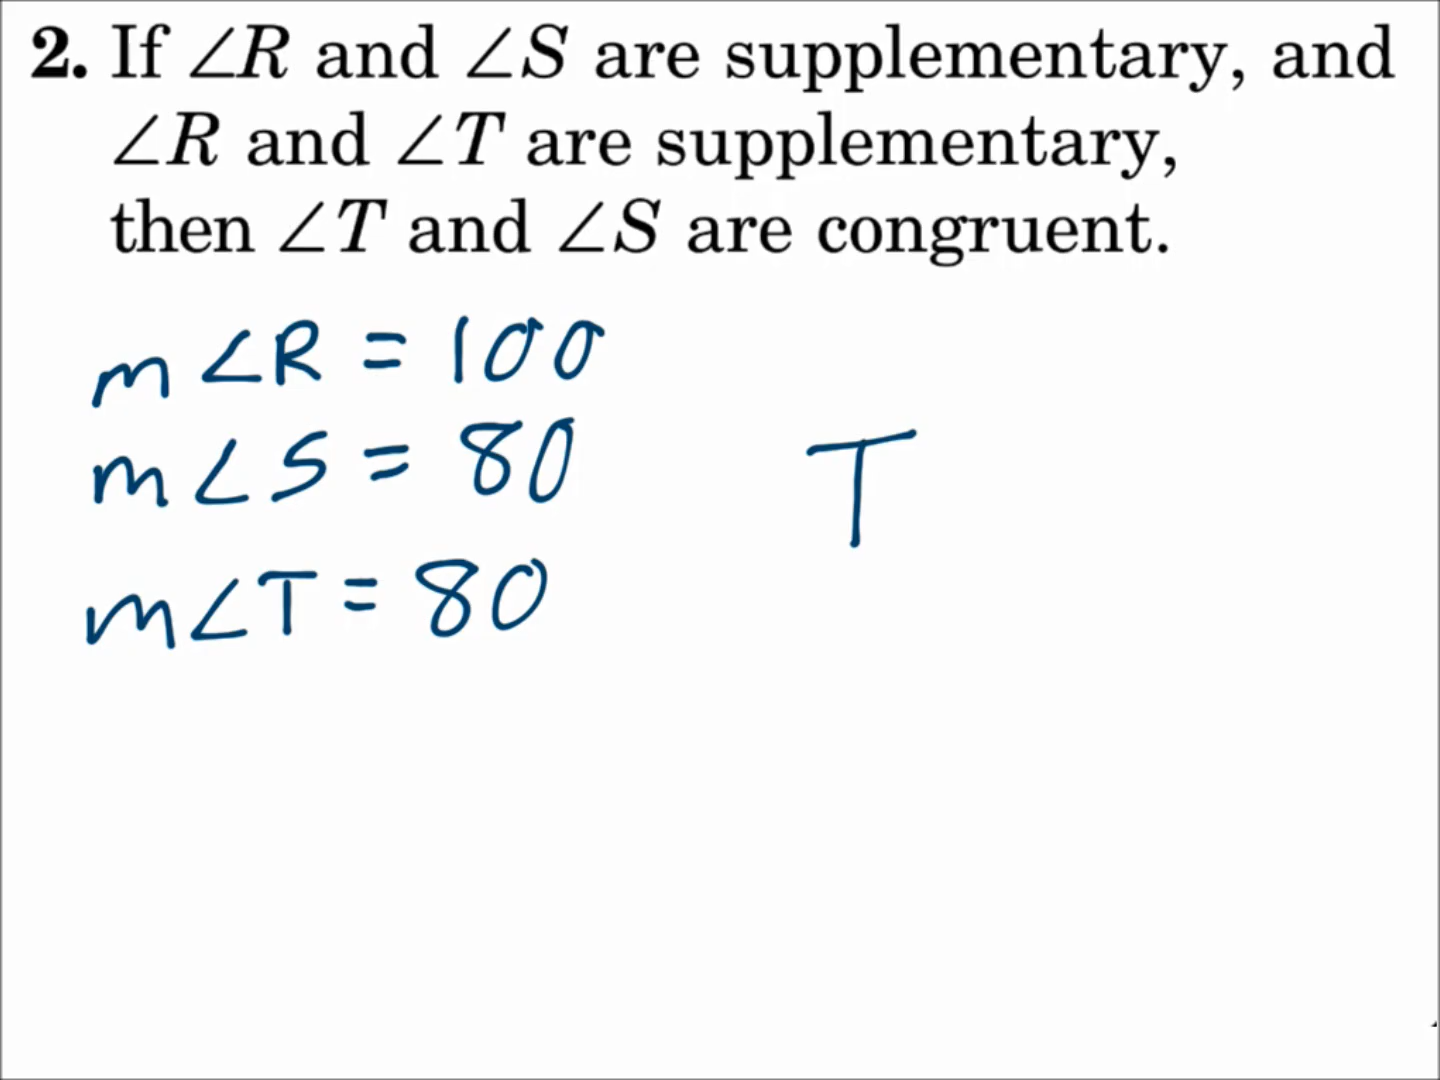 2. If ∠R and ∠S are supplementary, and
∠R and ∠T are supplementary,
then ∠T and ∠S are congruent.
m∠R = 100
m∠S = 80
T
m∠T = 80